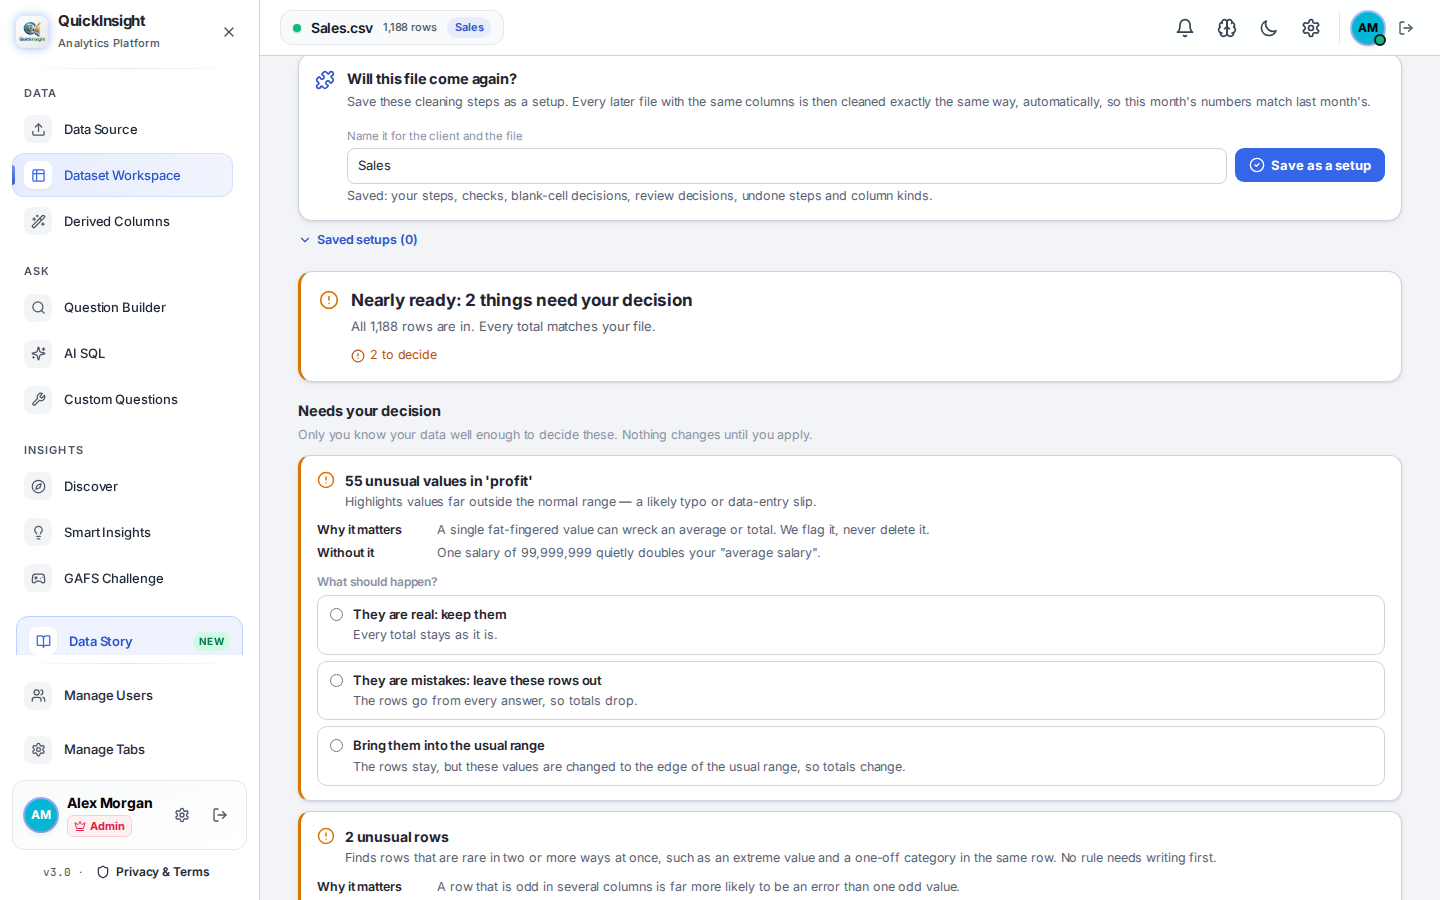 QuickInsight
Analytics Platform
DATA
Data Source
Dataset Workspace
Derived Columns
ASK
Question Builder
AI SQL
Custom Questions
INSIGHTS
Discover
Smart Insights
GAFS Challenge
Data Story NEW
Manage Users
Manage Tabs
AM Alex Morgan
Admin
v3.0 · Privacy & Terms
Sales.csv 1,188 rows Sales
AM
Will this file come again?
Save these cleaning steps as a setup. Every later file with the same columns is then cleaned exactly the same way, automatically, so this month's numbers match last month's.
Name it for the client and the file
Sales
Save as a setup
Saved: your steps, checks, blank-cell decisions, review decisions, undone steps and column kinds.
Saved setups (0)
Nearly ready: 2 things need your decision
All 1,188 rows are in. Every total matches your file.
2 to decide
Needs your decision
Only you know your data well enough to decide these. Nothing changes until you apply.
55 unusual values in 'profit'
Highlights values far outside the normal range — a likely typo or data-entry slip.
Why it matters A single fat-fingered value can wreck an average or total. We flag it, never delete it.
Without it One salary of 99,999,999 quietly doubles your "average salary".
What should happen?
They are real: keep them
Every total stays as it is.
They are mistakes: leave these rows out
The rows go from every answer, so totals drop.
Bring them into the usual range
The rows stay, but these values are changed to the edge of the usual range, so totals change.
2 unusual rows
Finds rows that are rare in two or more ways at once, such as an extreme value and a one-off category in the same row. No rule needs writing first.
Why it matters A row that is odd in several columns is far more likely to be an error than one odd value.